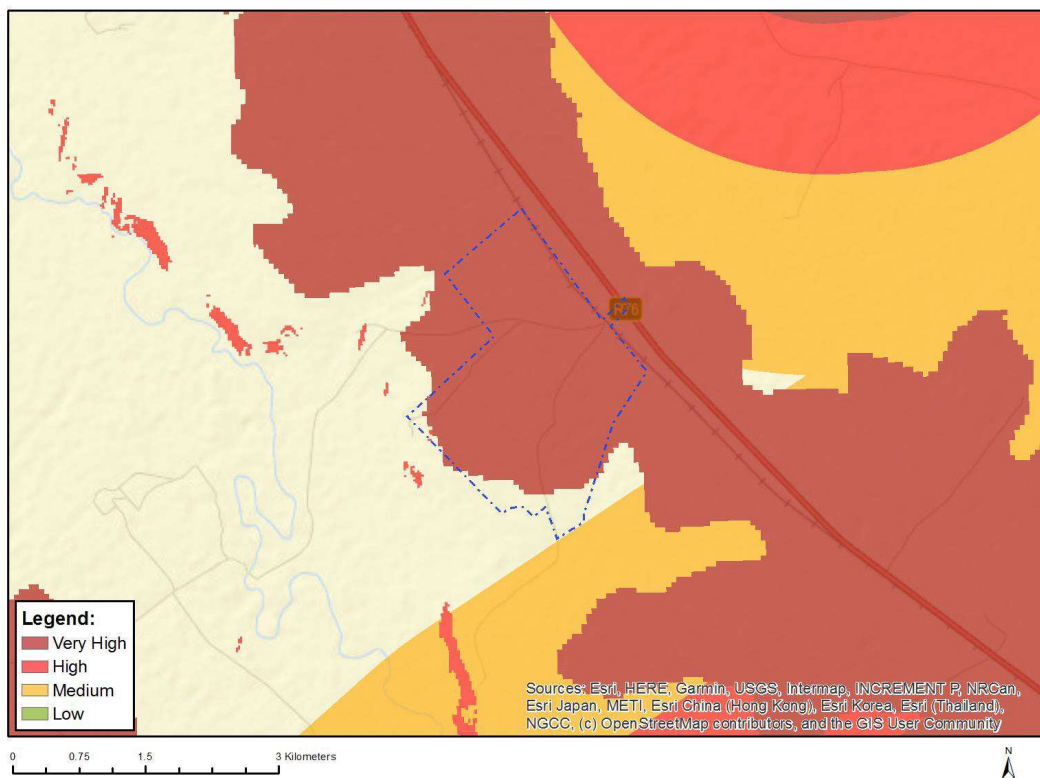 R76
Legend:
Very High
High
Medium
Low
Sources: Esri, HERE, Garmin, USGS, Intermap, INCREMENT P, NRCan,
Esri Japan, METI, Esri China (Hong Kong), Esri Korea, Esri (Thailand),
NGCC, (c) OpenStreetMap contributors, and the GIS User Community
0 0.75 1.5 3 Kilometers
N